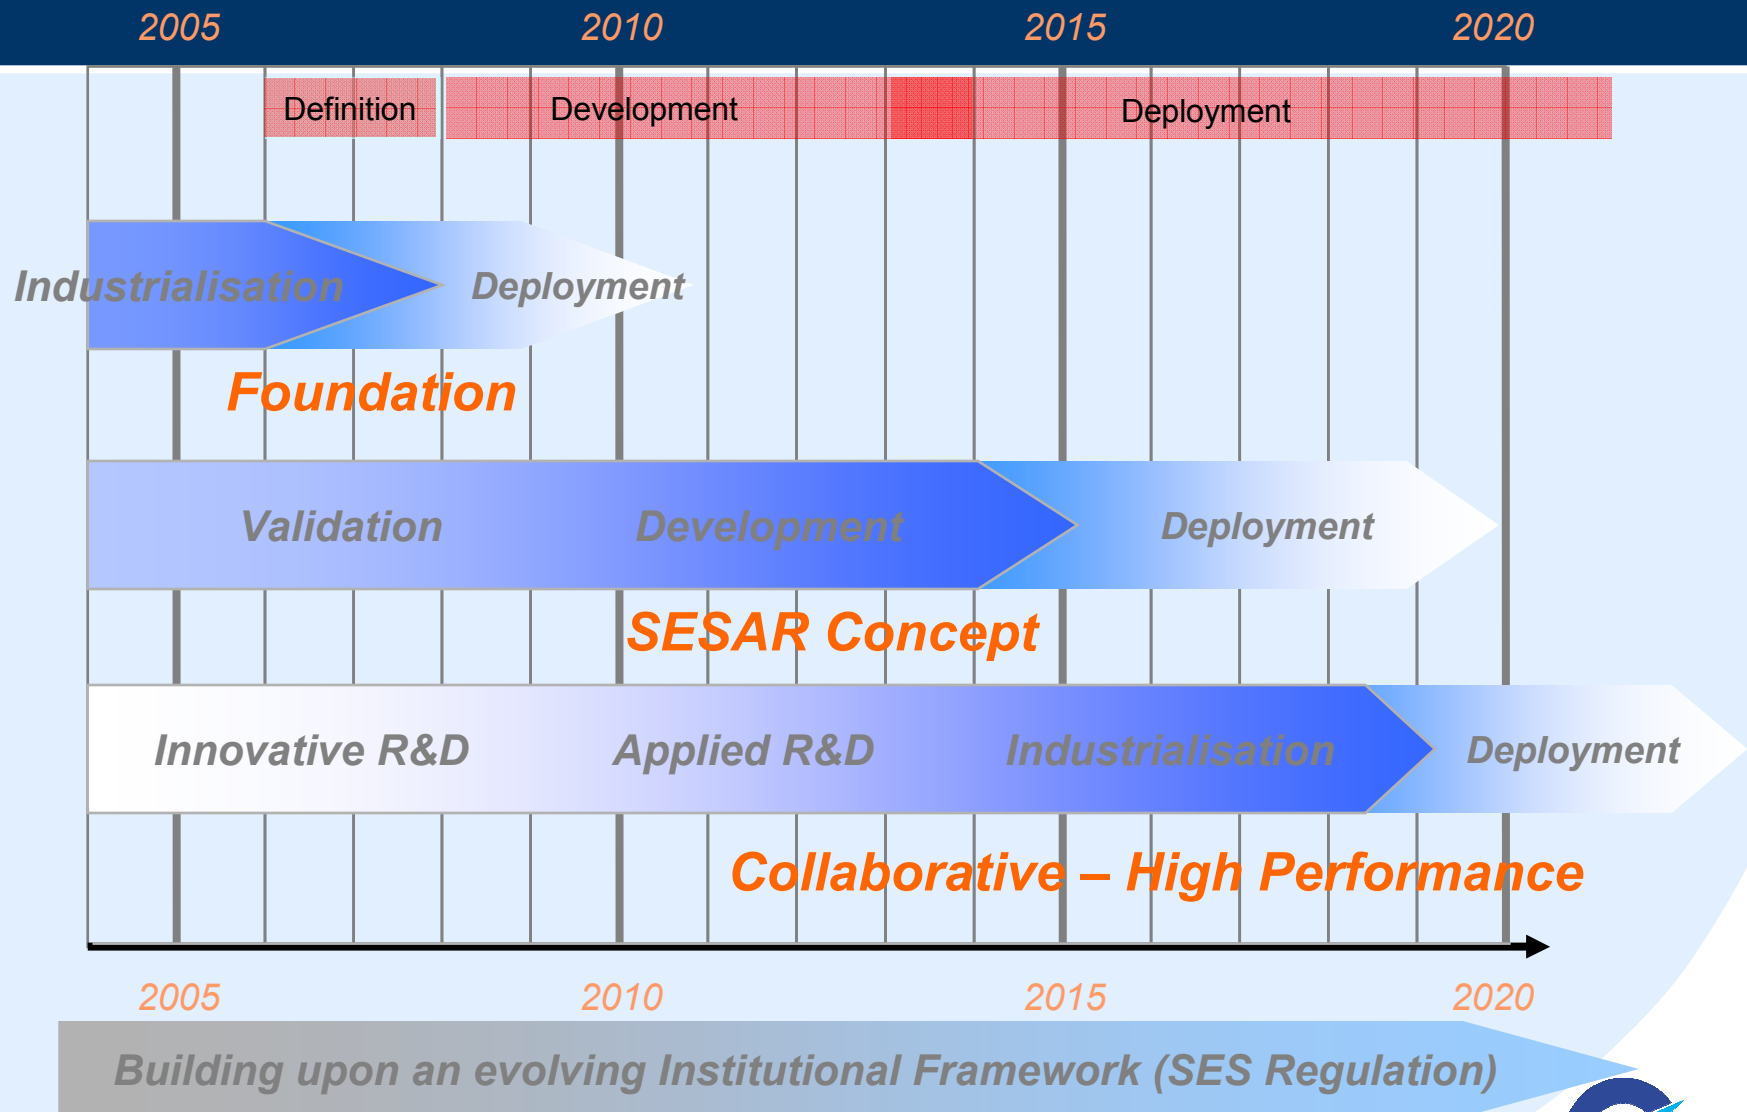 2005 2010 2015 2020
Definition Development Deployment
Industrialisation Deployment
Foundation
Validation Development Deployment
SESAR Concept
Innovative R&D Applied R&D Industrialisation Deployment
Collaborative – High Performance
2005 2010 2015 2020
Building upon an evolving Institutional Framework (SES Regulation)